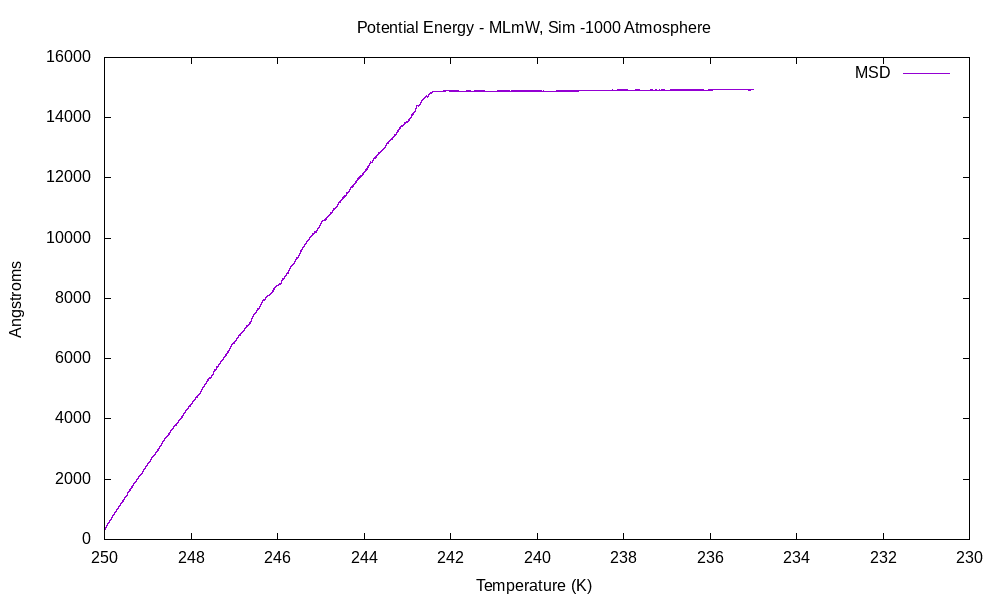 Potential Energy - MLmW, Sim -1000 Atmosphere
MSD
16000
14000
12000
10000
8000
6000
4000
2000
0
Angstroms
250 248 246 244 242 240 238 236 234 232 230
Temperature (K)